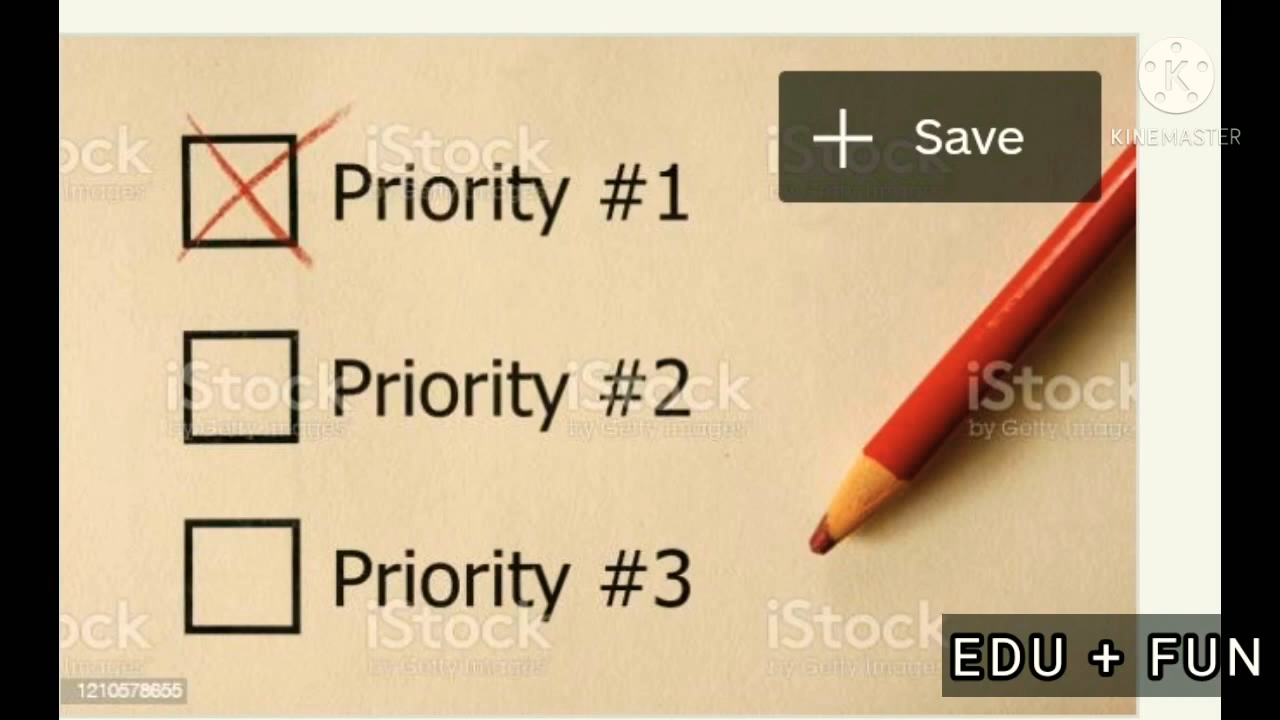 + Save
KINEMASTER
iStock
by Getty Images
Priority #1
Priority #2
Priority #3
1210578655
EDU + FUN